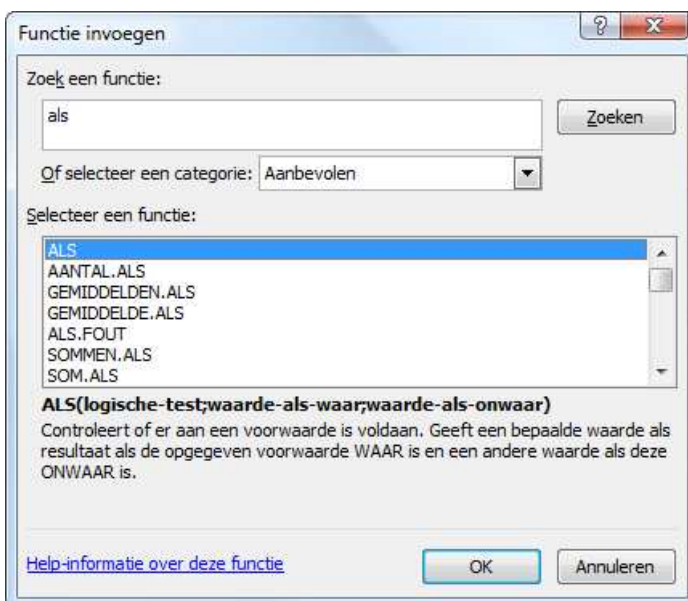 Functie invoegen
Zoek een functie:
als
Zoeken
Of selecteer een categorie: Aanbevolen
Selecteer een functie:
ALS
AANTAL.ALS
GEMIDDELDEN.ALS
GEMIDDELDE.ALS
ALS.FOUT
SOMMEN.ALS
SOM.ALS
ALS(logische-test;waarde-als-waar;waarde-als-onwaar)
Controleert of er aan een voorwaarde is voldaan. Geeft een bepaalde waarde als
resultaat als de opgegeven voorwaarde WAAR is en een andere waarde als deze
ONWAAR is.
Help-informatie over deze functie
OK
Annuleren